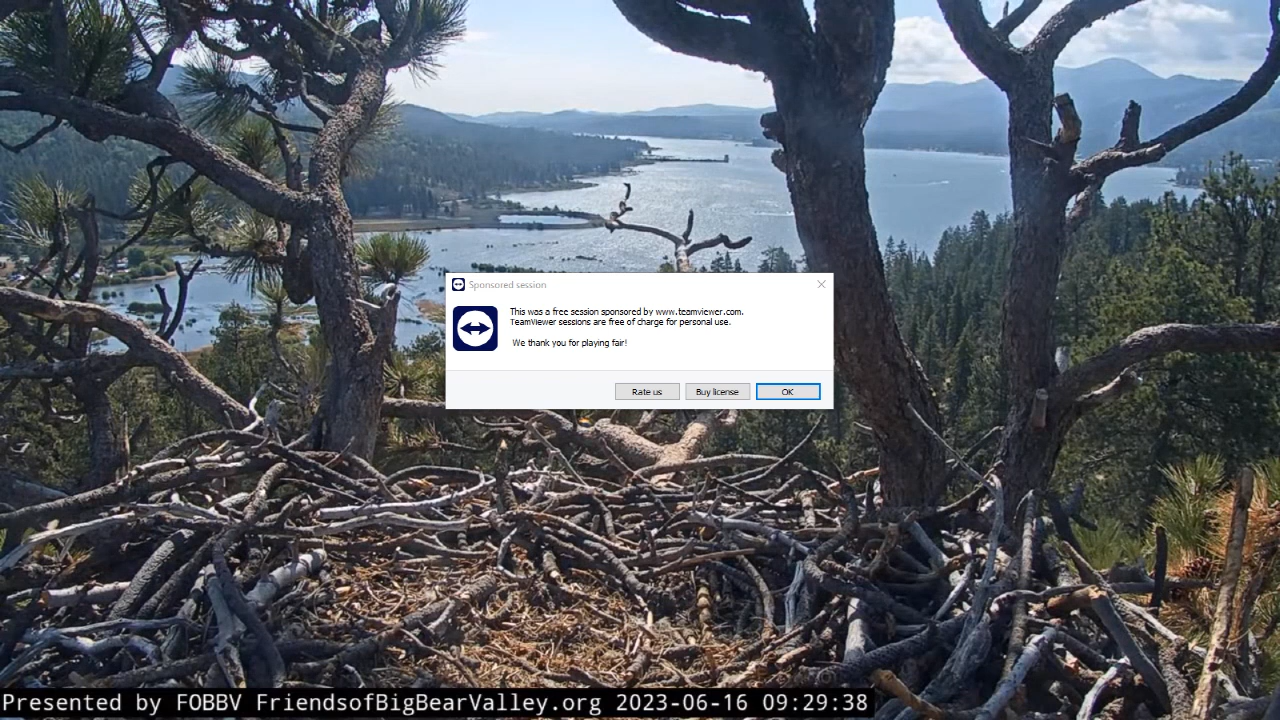 Sponsored session
This was a free session sponsored by www.teamviewer.com.
TeamViewer sessions are free of charge for personal use.
We thank you for playing fair!
Rate us Buy license OK
Presented by FOBBV FriendsofBigBearValley.org 2023-06-16 09:29:38